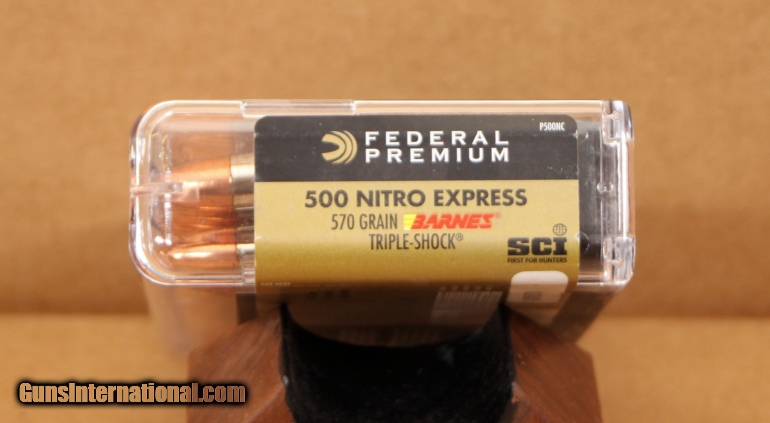 P500NC
FEDERAL
PREMIUM
500 NITRO EXPRESS
570 GRAIN BARNES®
TRIPLE-SHOCK®
SCI
FIRST FOR HUNTERS
GunsInternational.com